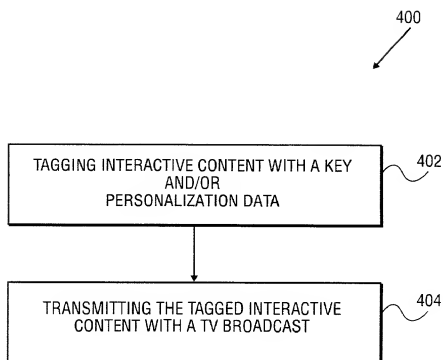 400
TAGGING INTERACTIVE CONTENT WITH A KEY
AND/OR
PERSONALIZATION DATA
402
TRANSMITTING THE TAGGED INTERACTIVE
CONTENT WITH A TV BROADCAST
404